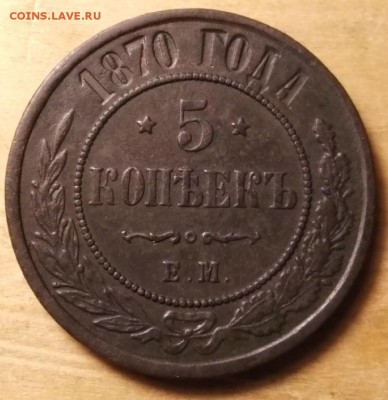 COINS.LAVE.RU
1870 ГОДА
5
КОПѢЕКЪ
Е.М.